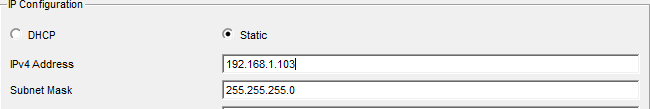 IP Configuration
DHCP Static
IPv4 Address 192.168.1.103
Subnet Mask 255.255.255.0